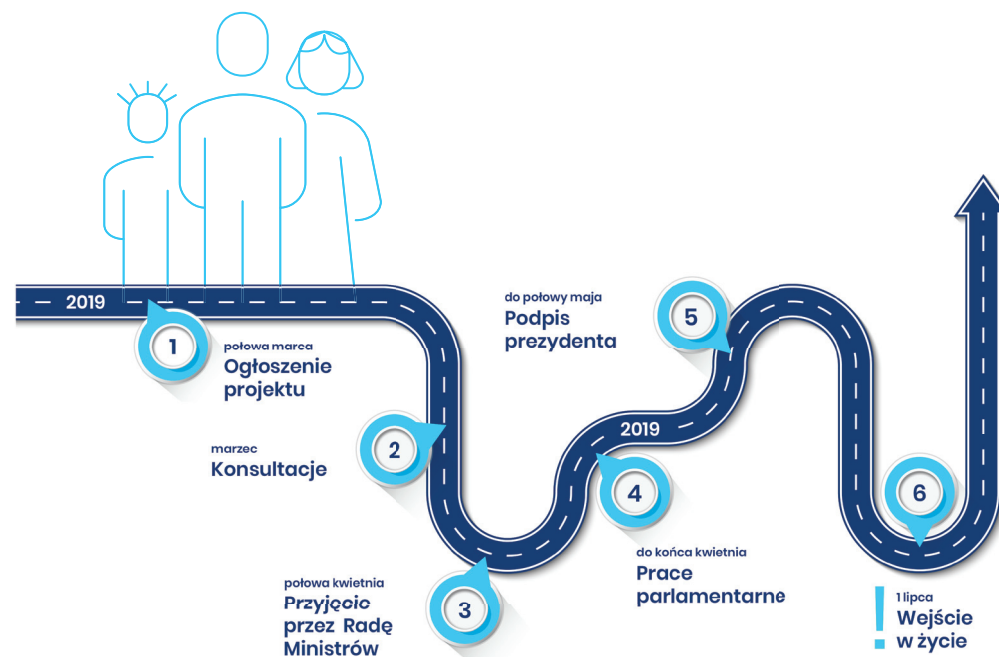 2019
1
połowa marca
Ogłoszenie
projektu
2
marzec
Konsultacje
3
połowa kwietnia
Przyjęcie
przez Radę
Ministrów
2019
4
do końca kwietnia
Prace
parlamentarne
5
do połowy maja
Podpis
prezydenta
6
! 1 lipca
Wejście
w życie